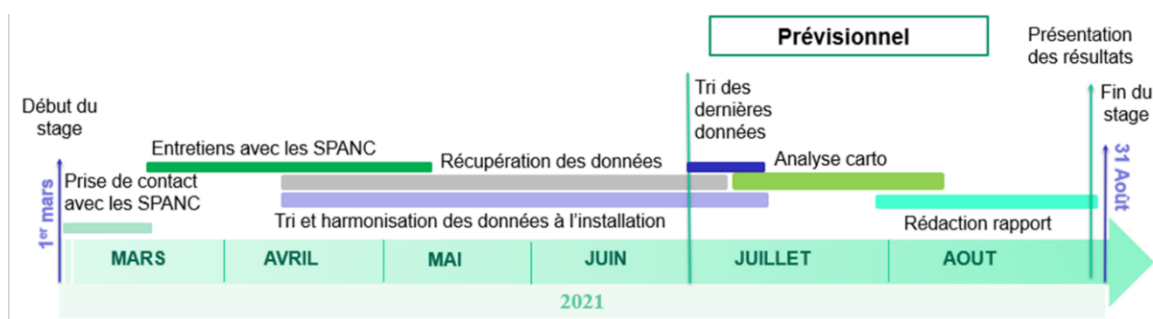 Prévisionnel
Présentation
des résultats
Début du
stage
Tri des
dernières
données
Fin du
stage
Entretiens avec les SPANC
Récupération des données
Analyse carto
Prise de contact
avec les SPANC
1er mars
31 Août
Tri et harmonisation des données à l'installation
Rédaction rapport
MARS
AVRIL
MAI
JUIN
JUILLET
AOUT
2021